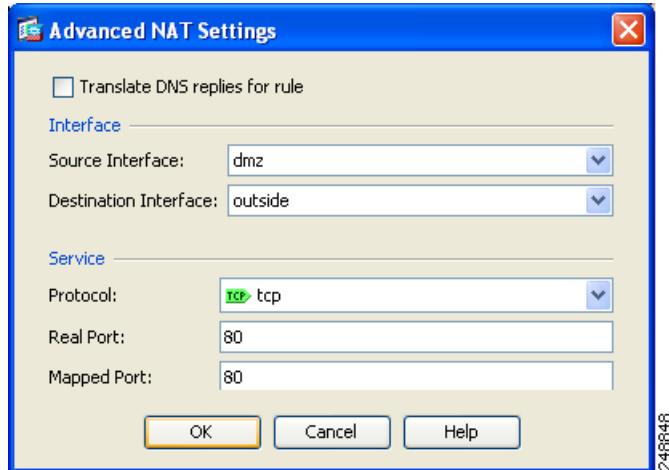 Advanced NAT Settings
Translate DNS replies for rule
Interface
Source Interface: dmz
Destination Interface: outside
Service
Protocol: TCP tcp
Real Port: 80
Mapped Port: 80
OK Cancel Help
248848